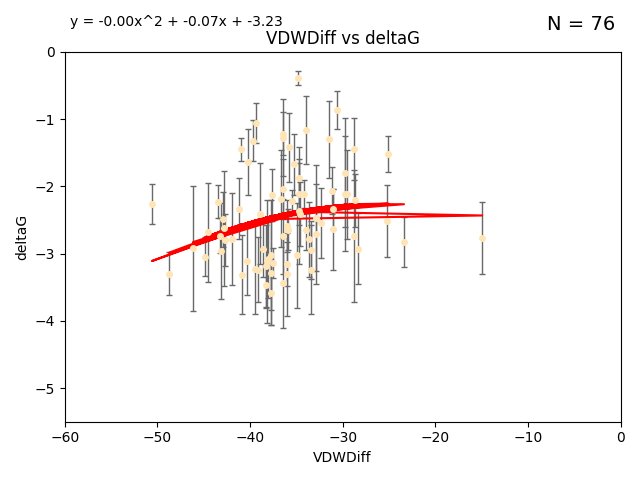 y = -0.00x^2 + -0.07x + -3.23
N = 76
VDWDiff vs deltaG
0
−1
−2
−3
−4
−5
deltaG
−60 −50 −40 −30 −20 −10 0
VDWDiff